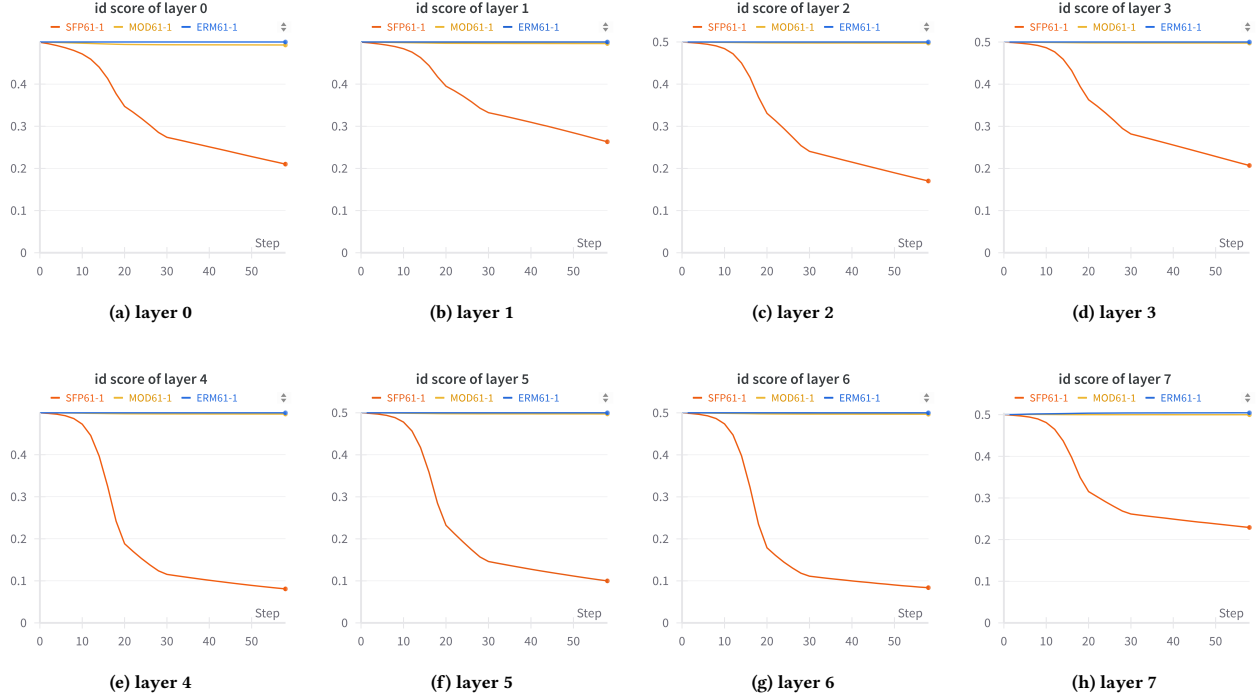 id score of layer 0
SFP61-1 MOD61-1 ERM61-1
0.4
0.3
0.2
0.1
0
Step
0 10 20 30 40 50
(a) layer 0
id score of layer 1
SFP61-1 MOD61-1 ERM61-1
0.4
0.3
0.2
0.1
0
Step
0 10 20 30 40 50
(b) layer 1
id score of layer 2
SFP61-1 MOD61-1 ERM61-1
0.5
0.4
0.3
0.2
0.1
0
Step
0 10 20 30 40 50
(c) layer 2
id score of layer 3
SFP61-1 MOD61-1 ERM61-1
0.5
0.4
0.3
0.2
0.1
0
Step
0 10 20 30 40 50
(d) layer 3
id score of layer 4
SFP61-1 MOD61-1 ERM61-1
0.4
0.3
0.2
0.1
0
Step
0 10 20 30 40 50
(e) layer 4
id score of layer 5
SFP61-1 MOD61-1 ERM61-1
0.5
0.4
0.3
0.2
0.1
0
Step
0 10 20 30 40 50
(f) layer 5
id score of layer 6
SFP61-1 MOD61-1 ERM61-1
0.5
0.4
0.3
0.2
0.1
0
Step
0 10 20 30 40 50
(g) layer 6
id score of layer 7
SFP61-1 MOD61-1 ERM61-1
0.5
0.4
0.3
0.2
0.1
0
Step
0 10 20 30 40 50
(h) layer 7